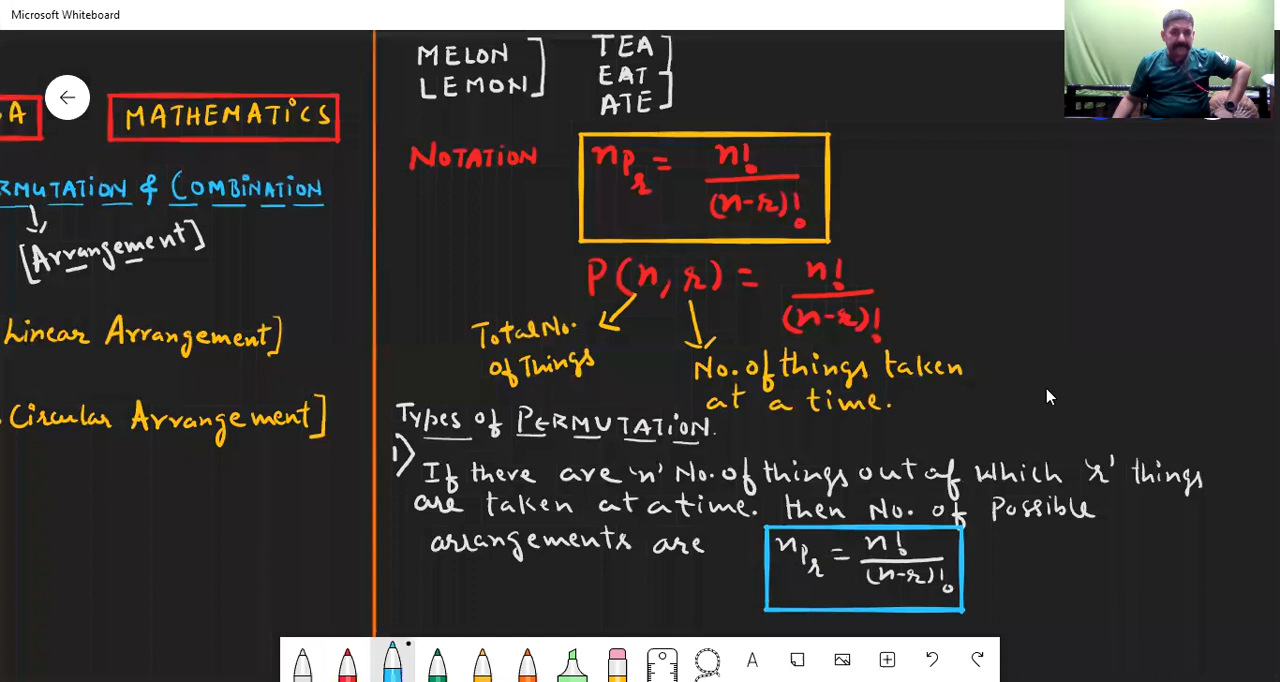 Microsoft Whiteboard
A MATHEMATICS
RMUTATION & COMBINATION
[Arrangement]
Linear Arrangement]
Circular Arrangement]
MELON
LEMON
TEA
EAT
ATE
NOTATION
nPr = n!
(n-r)!
P(n, r) = n!
(n-r)!
Total No.
of Things
No. of things taken
at a time.
Types of PERMUTATION.
1)
If there are 'n' No. of things out of which 'r' things
are taken at a time. then No. of Possible
arrangements are
nPr = n!
(n-r)!
A